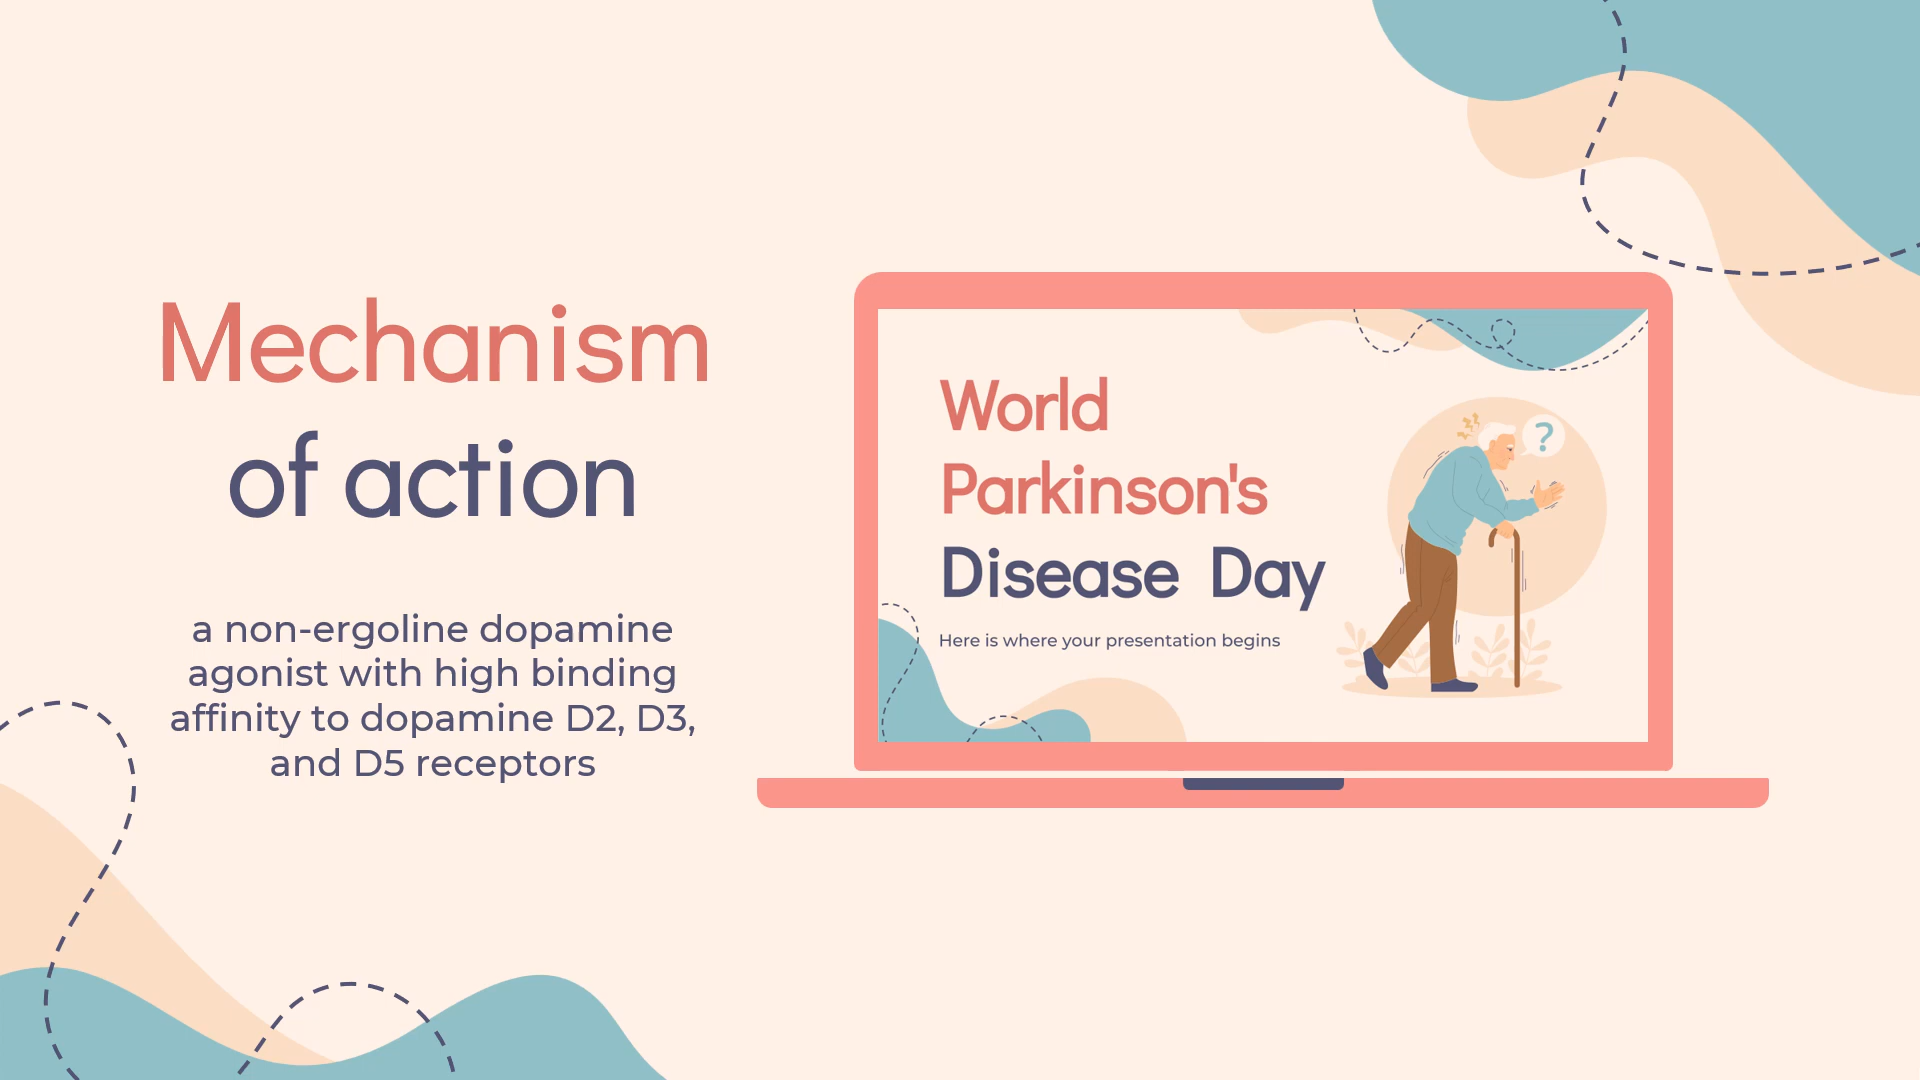 Mechanism
of action
a non-ergoline dopamine
agonist with high binding
affinity to dopamine D2, D3,
and D5 receptors
World
Parkinson's
Disease Day
Here is where your presentation begins
?